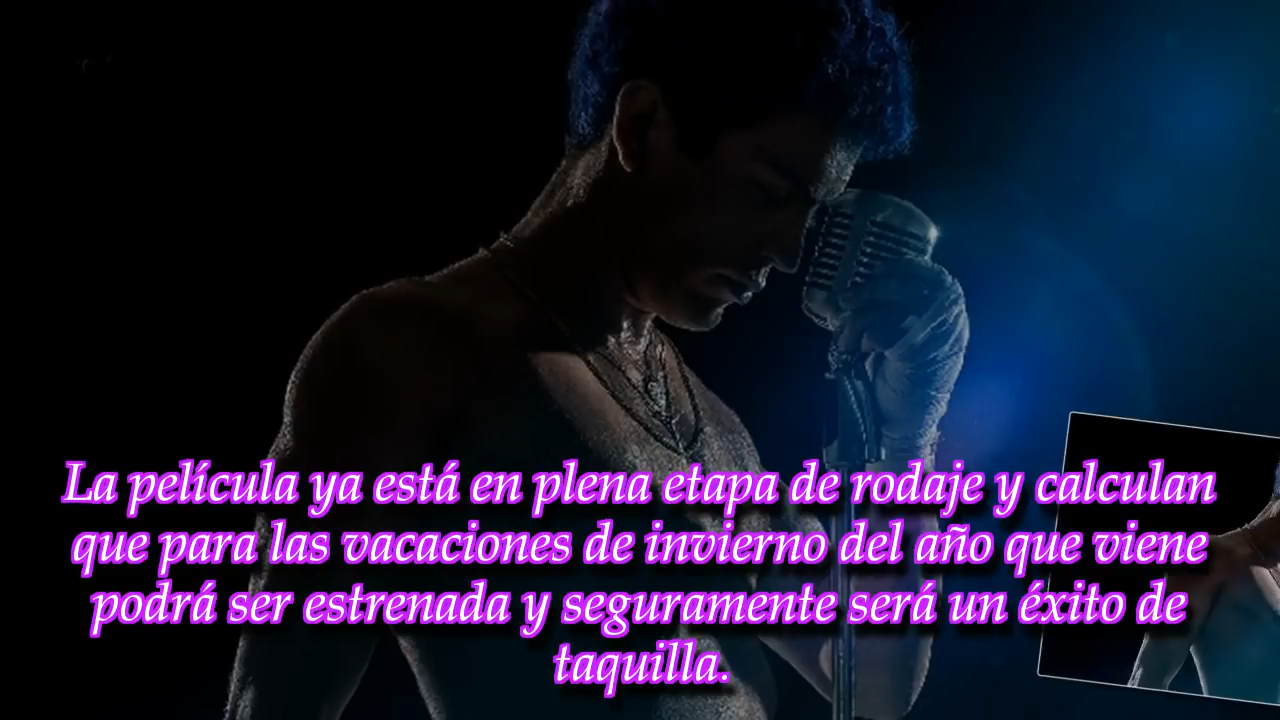 La película ya está en plena etapa de rodaje y calculan
que para las vacaciones de invierno del año que viene
podrá ser estrenada y seguramente será un éxito de
taquilla.